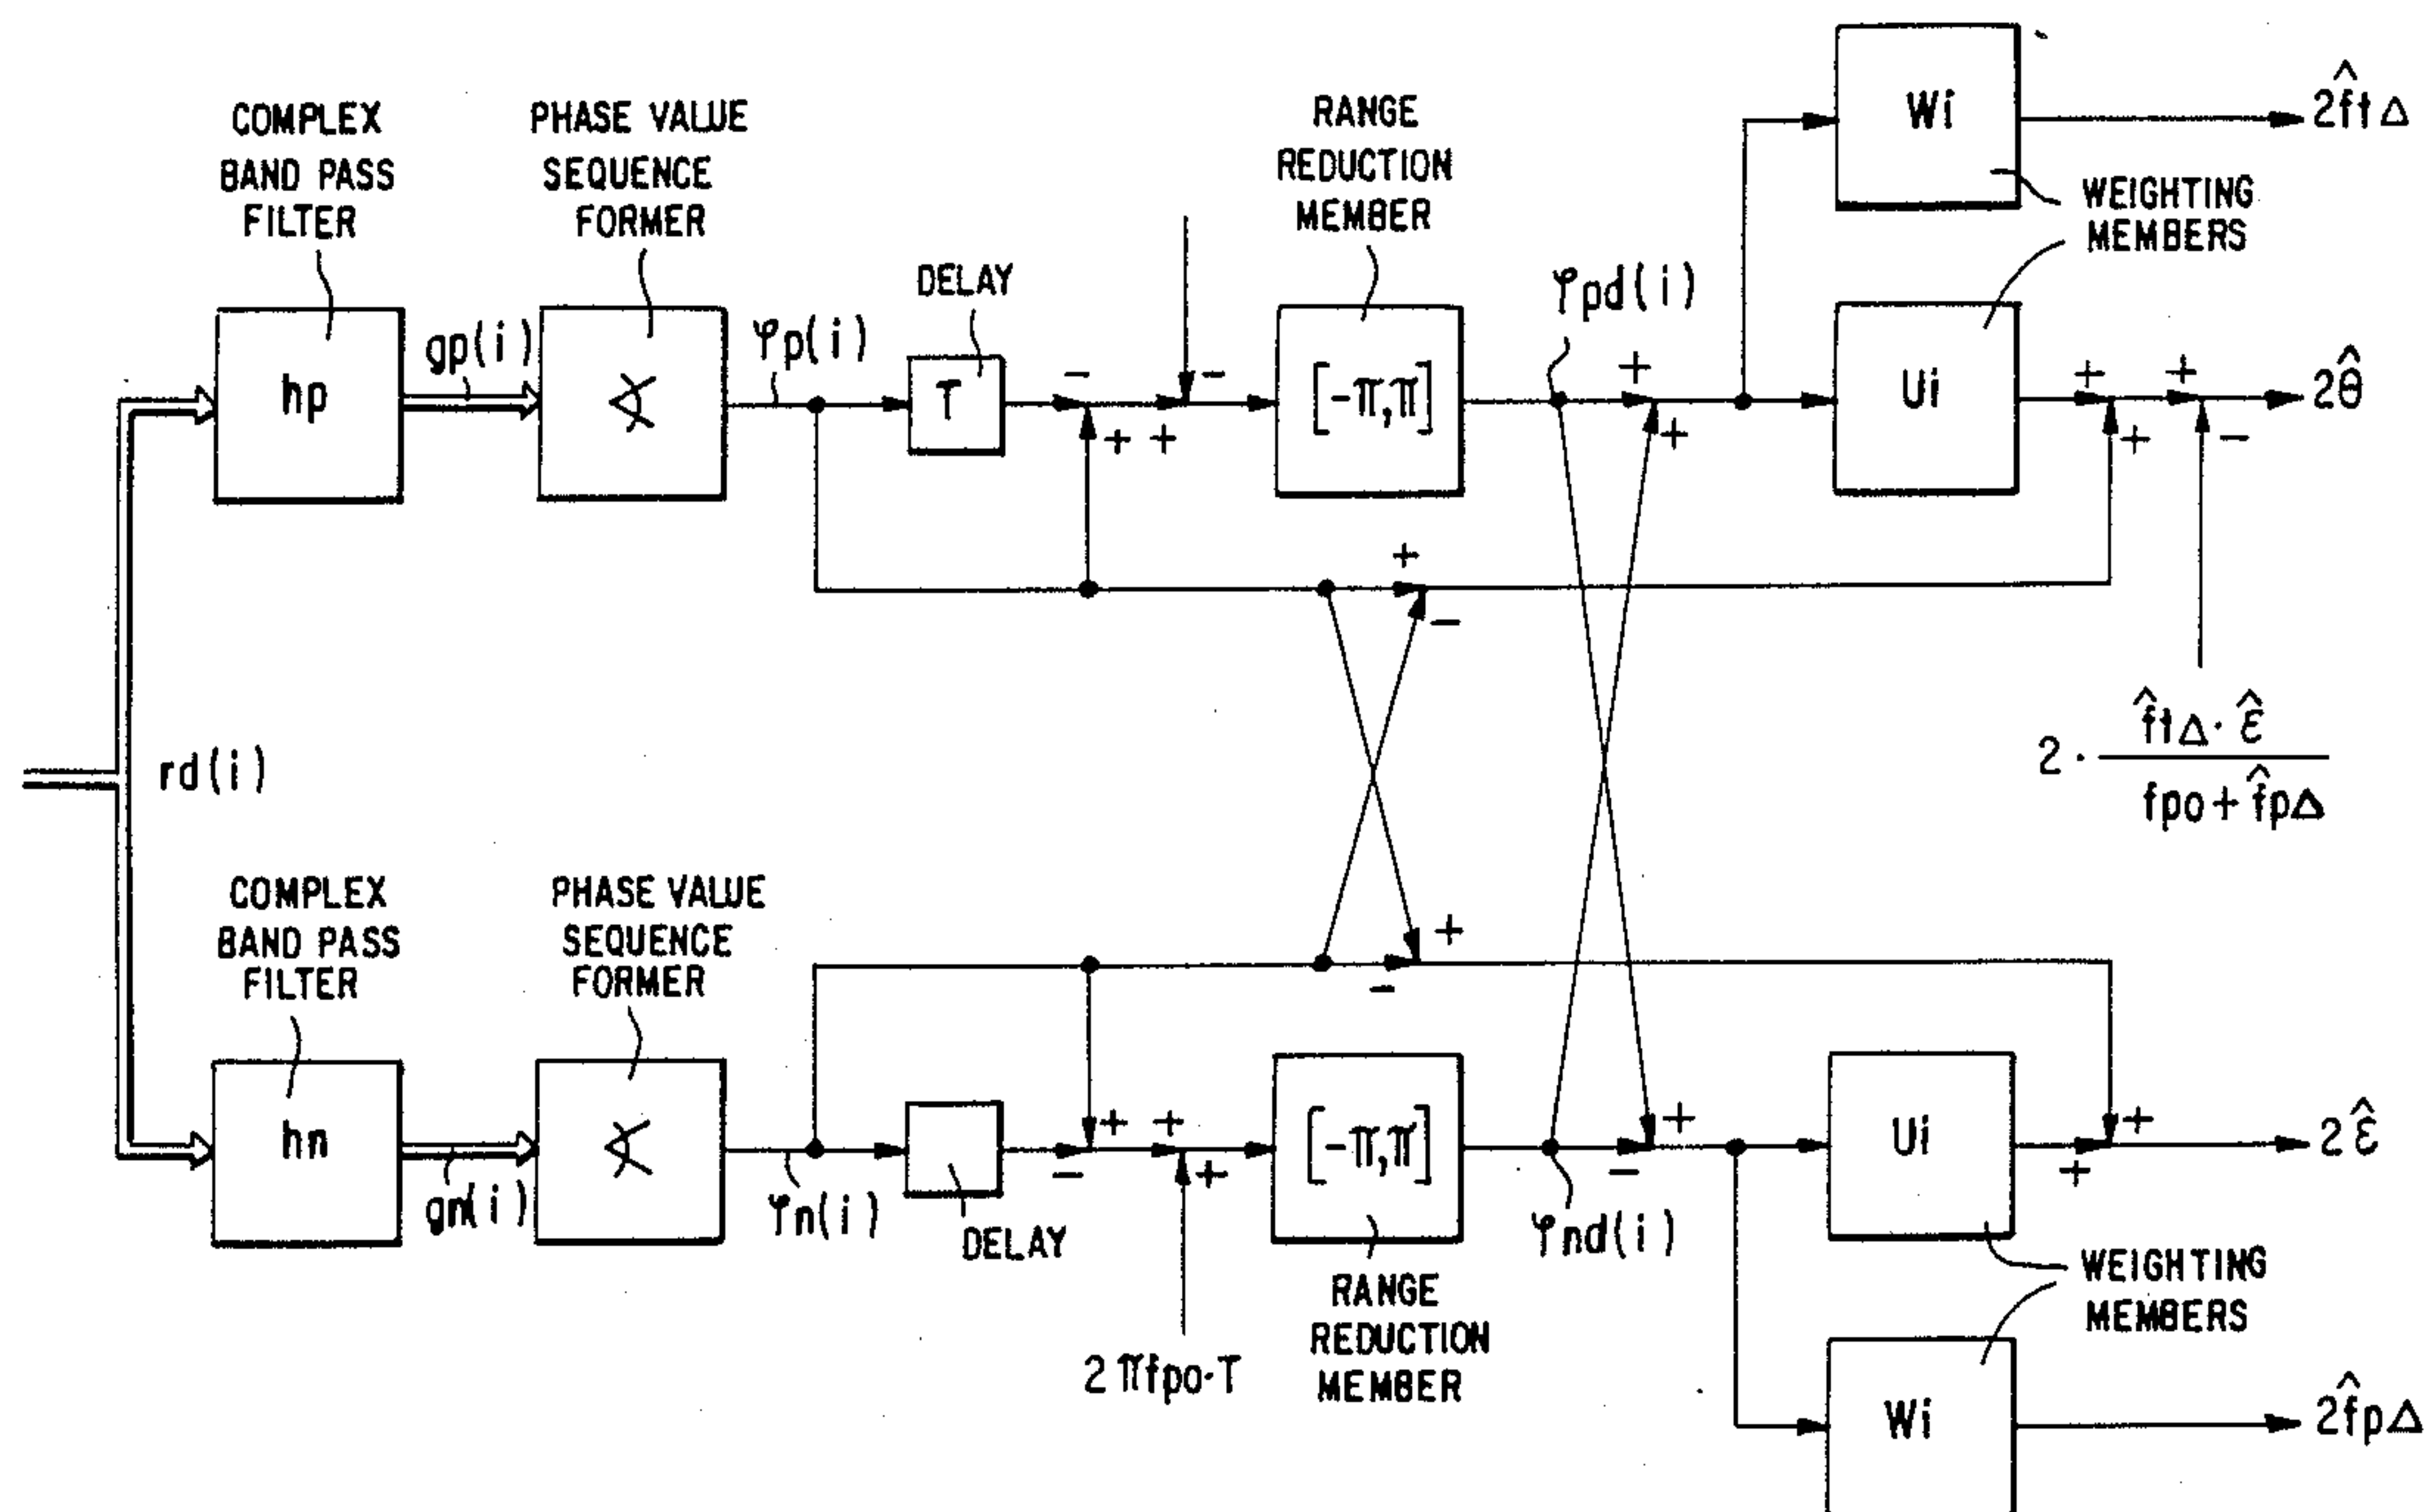 COMPLEX
BAND PASS
FILTER
PHASE VALUE
SEQUENCE
FORMER
DELAY
RANGE
REDUCTION
MEMBER
Wi
2f̂t∆
WEIGHTING
MEMBERS
hp
gp(i)
∢
φp(i)
T
-
+
-
+
[-π,π]
φpd(i)
+
+
Ui
+
+
+
-
2θ̂
+
-
rd(i)
2 · f̂t∆ · ε̂
fpo + f̂p∆
COMPLEX
BAND PASS
FILTER
PHASE VALUE
SEQUENCE
FORMER
+
-
hn
gn(i)
∢
φn(i)
DELAY
+
-
+
+
2πfpo·T
[-π,π]
φnd(i)
RANGE
REDUCTION
MEMBER
+
-
Ui
+
+
2ε̂
WEIGHTING
MEMBERS
Wi
2f̂p∆